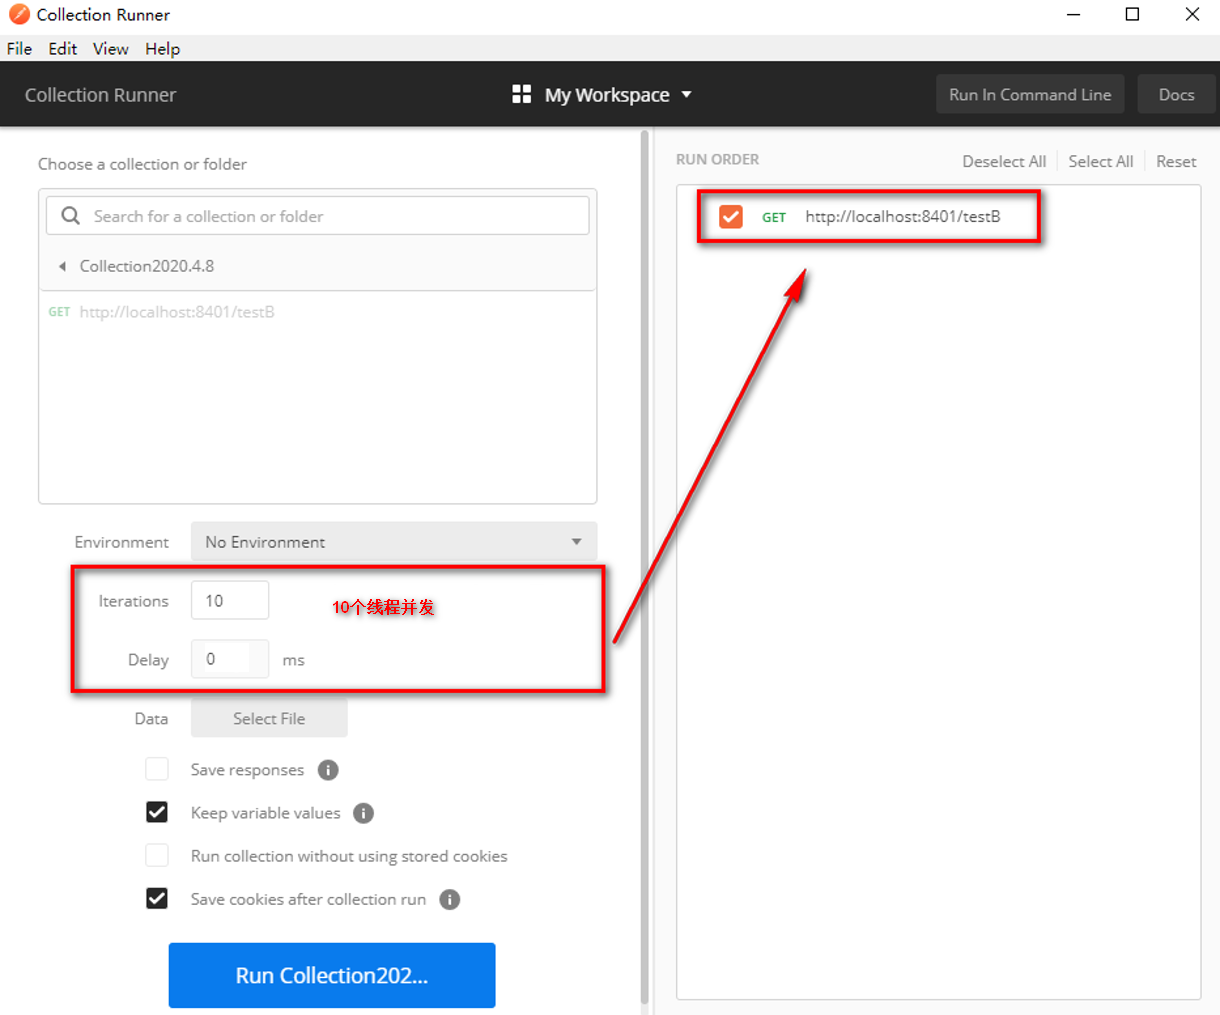 Collection Runner
File Edit View Help
Collection Runner
My Workspace
Run In Command Line
Docs
Choose a collection or folder
Search for a collection or folder
Collection2020.4.8
GET http://localhost:8401/testB
Environment No Environment
Iterations 10
10个线程并发
Delay 0 ms
Data Select File
Save responses
Keep variable values
Run collection without using stored cookies
Save cookies after collection run
Run Collection202...
RUN ORDER
Deselect All Select All Reset
GET http://localhost:8401/testB